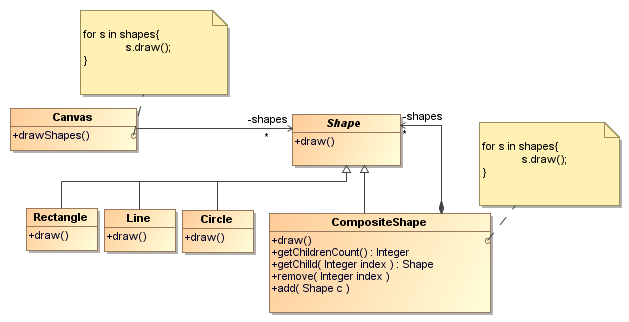 for s in shapes{
s.draw();
}
Canvas
+drawShapes()
-shapes
*
Shape
+draw()
-shapes
*
for s in shapes{
s.draw();
}
Rectangle
+draw()
Line
+draw()
Circle
+draw()
CompositeShape
+draw()
+getChildrenCount() : Integer
+getChilld( Integer index ) : Shape
+remove( Integer index )
+add( Shape c )